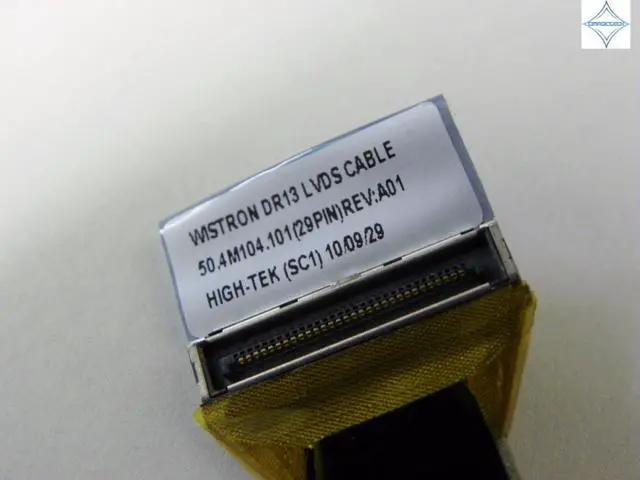 WISTRON DR13 LVDS CABLE
50.4M104.101(29PIN)REV:A01
HIGH-TEK (SC1) 10/09/29